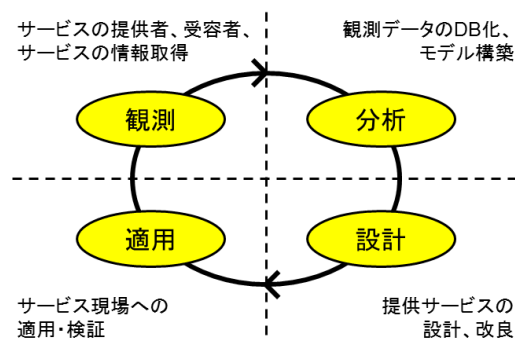 サービスの提供者、受容者、
サービスの情報取得
観測データのDB化、
モデル構築
観測
分析
適用
設計
サービス現場への
適用・検証
提供サービスの
設計、改良